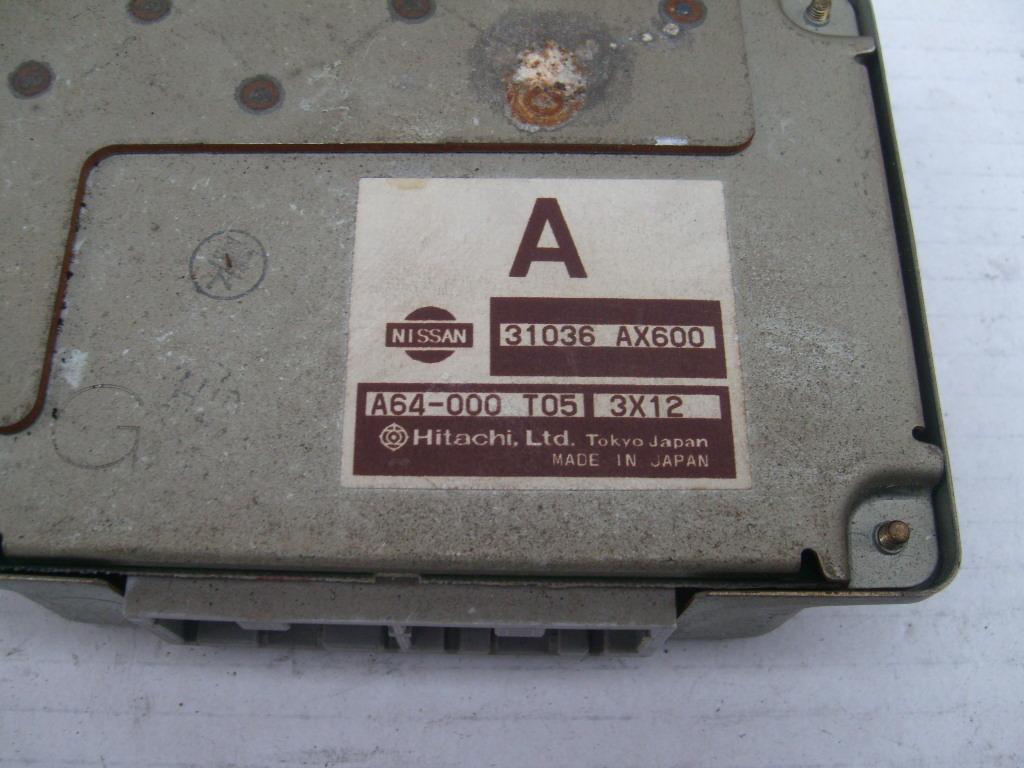 A
NISSAN
31036 AX600
A64-000 T05 3X12
Hitachi, Ltd. Tokyo Japan
MADE IN JAPAN
G